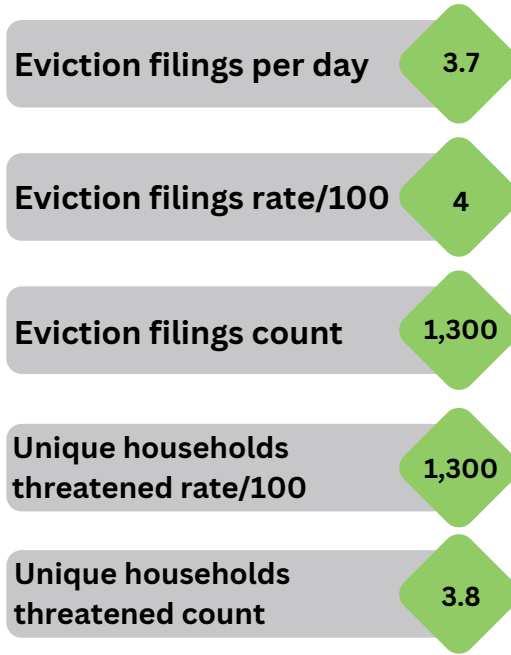 Eviction filings per day 3.7
Eviction filings rate/100 4
Eviction filings count 1,300
Unique households
threatened rate/100 1,300
Unique households
threatened count 3.8